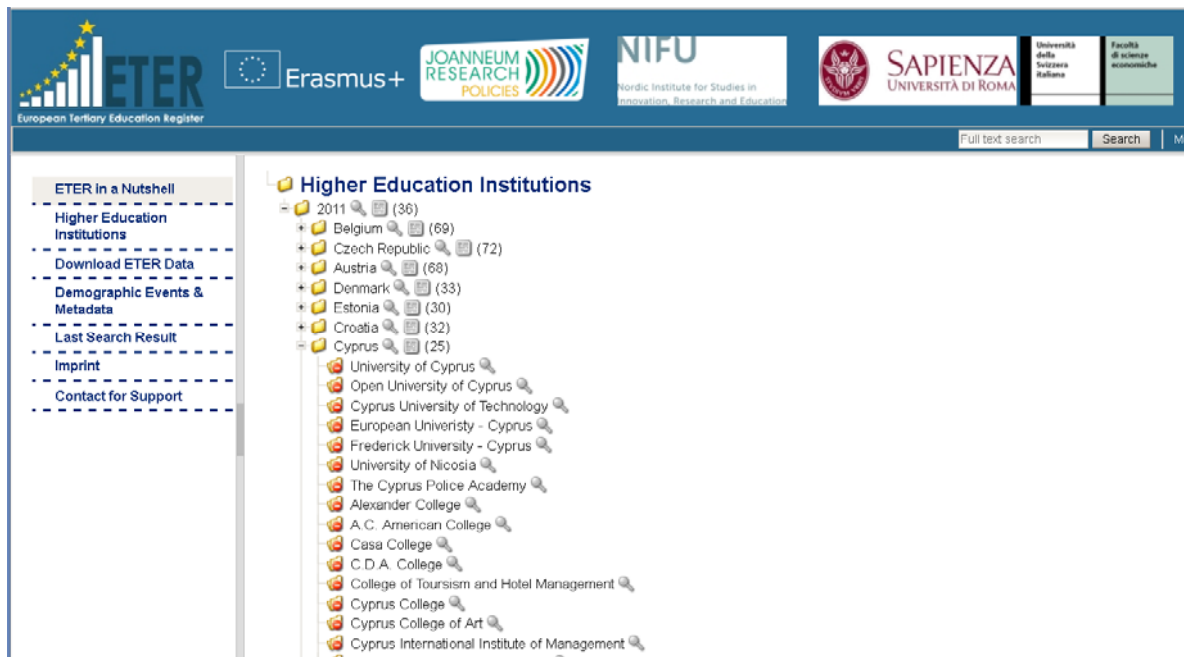 ETER
European Tertiary Education Register
Erasmus+
JOANNEUM
RESEARCH
POLICIES
NIFU
Nordic Institute for Studies in
Innovation, Research and Education
SAPIENZA
UNIVERSITÀ DI ROMA
Università
della
Svizzera
italiana
Facoltà
di scienze
economiche
Full text search
Search
ETER in a Nutshell
Higher Education
Institutions
Download ETER Data
Demographic Events &
Metadata
Last Search Result
Imprint
Contact for Support
Higher Education Institutions
2011 (36)
Belgium (69)
Czech Republic (72)
Austria (68)
Denmark (33)
Estonia (30)
Croatia (32)
Cyprus (25)
University of Cyprus
Open University of Cyprus
Cyprus University of Technology
European Univeristy - Cyprus
Frederick University - Cyprus
University of Nicosia
The Cyprus Police Academy
Alexander College
A.C. American College
Casa College
C.D.A. College
College of Toursism and Hotel Management
Cyprus College
Cyprus College of Art
Cyprus International Institute of Management